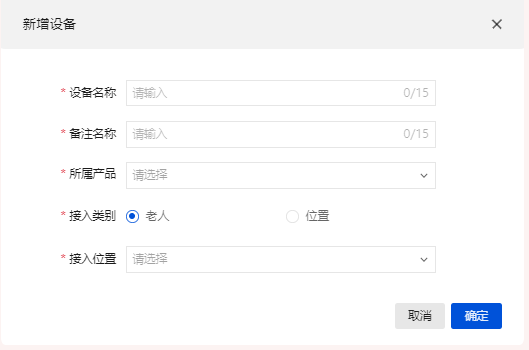 新增设备
* 设备名称 请输入 0/15
* 备注名称 请输入 0/15
* 所属产品 请选择
* 接入类别 老人 位置
* 接入位置 请选择
取消 确定